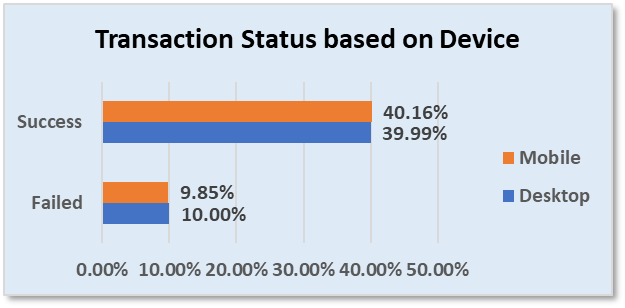 Transaction Status based on Device
Success
40.16%
39.99%
Mobile
Failed
9.85%
10.00%
Desktop
0.00% 10.00% 20.00% 30.00% 40.00% 50.00%